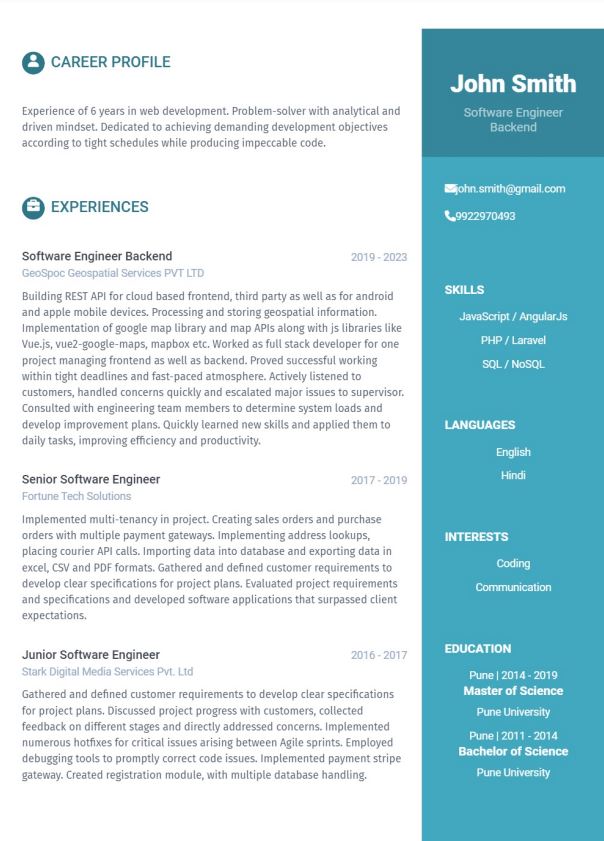 CAREER PROFILE
Experience of 6 years in web development. Problem-solver with analytical and
driven mindset. Dedicated to achieving demanding development objectives
according to tight schedules while producing impeccable code.
EXPERIENCES
Software Engineer Backend 2019 - 2023
GeoSpoc Geospatial Services PVT LTD
Building REST API for cloud based frontend, third party as well as for android
and apple mobile devices. Processing and storing geospatial information.
Implementation of google map library and map APIs along with js libraries like
Vue.js, vue2-google-maps, mapbox etc. Worked as full stack developer for one
project managing frontend as well as backend. Proved successful working
within tight deadlines and fast-paced atmosphere. Actively listened to
customers, handled concerns quickly and escalated major issues to supervisor.
Consulted with engineering team members to determine system loads and
develop improvement plans. Quickly learned new skills and applied them to
daily tasks, improving efficiency and productivity.
Senior Software Engineer 2017 - 2019
Fortune Tech Solutions
Implemented multi-tenancy in project. Creating sales orders and purchase
orders with multiple payment gateways. Implementing address lookups,
placing courier API calls. Importing data into database and exporting data in
excel, CSV and PDF formats. Gathered and defined customer requirements to
develop clear specifications for project plans. Evaluated project requirements
and specifications and developed software applications that surpassed client
expectations.
Junior Software Engineer 2016 - 2017
Stark Digital Media Services Pvt. Ltd
Gathered and defined customer requirements to develop clear specifications
for project plans. Discussed project progress with customers, collected
feedback on different stages and directly addressed concerns. Implemented
numerous hotfixes for critical issues arising between Agile sprints. Employed
debugging tools to promptly correct code issues. Implemented payment stripe
gateway. Created registration module, with multiple database handling.
John Smith
Software Engineer
Backend
john.smith@gmail.com
9922970493
SKILLS
JavaScript / AngularJs
PHP / Laravel
SQL / NoSQL
LANGUAGES
English
Hindi
INTERESTS
Coding
Communication
EDUCATION
Pune | 2014 - 2019
Master of Science
Pune University
Pune | 2011 - 2014
Bachelor of Science
Pune University